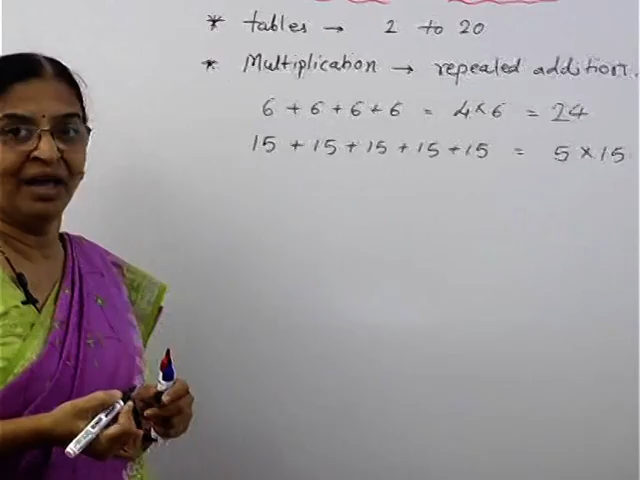 * tables → 2 to 20
* Multiplication → repeated addition.
6 + 6 + 6 + 6 = 4 × 6 = 24
15 + 15 + 15 + 15 + 15 = 5 × 15